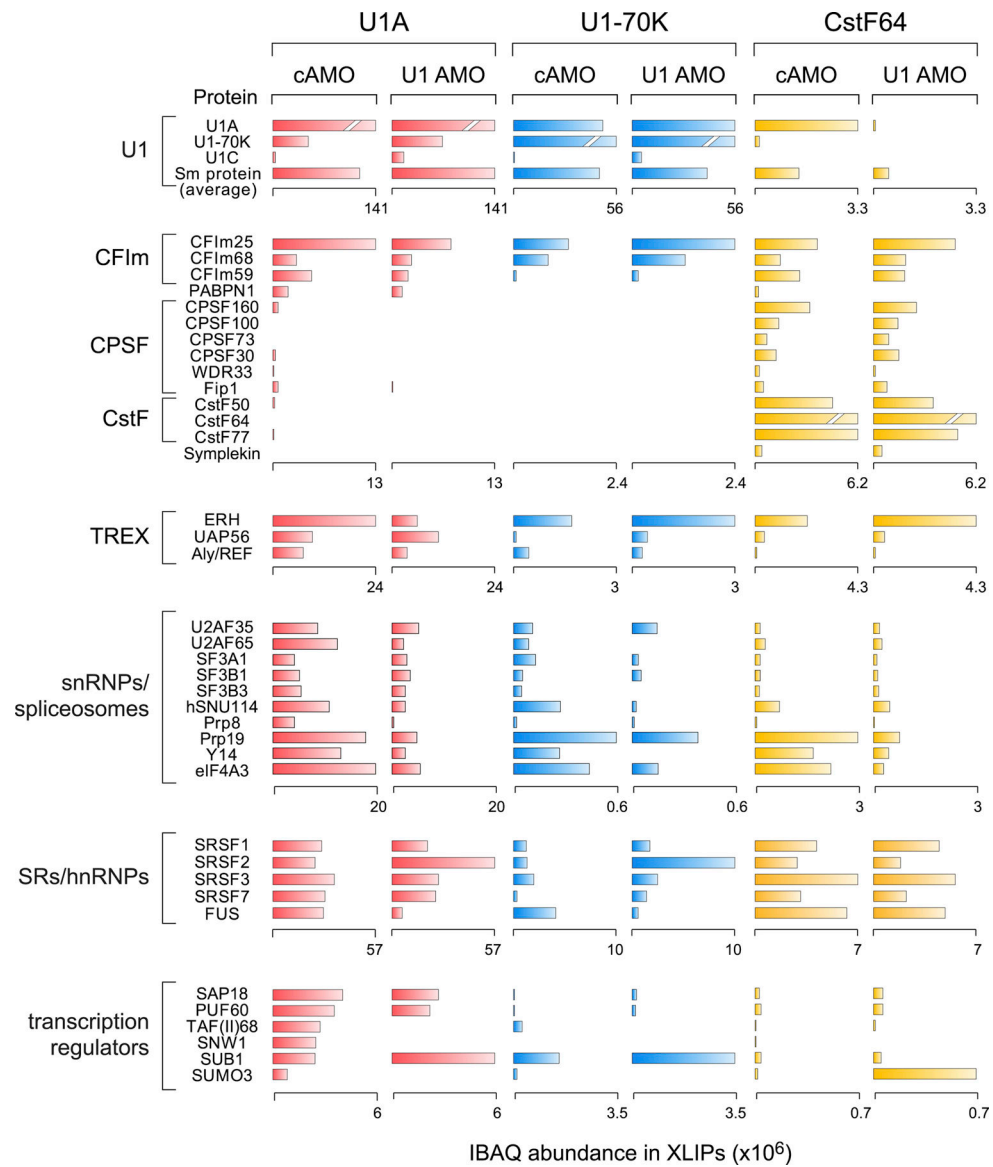 U1A U1-70K CstF64
cAMO U1 AMO cAMO U1 AMO cAMO U1 AMO
Protein
U1
U1A
U1-70K
U1C
Sm protein
(average)
141 141 56 56 3.3 3.3
CFIm
CFIm25
CFIm68
CFIm59
PABPN1
CPSF
CPSF160
CPSF100
CPSF73
CPSF30
WDR33
Fip1
CstF
CstF50
CstF64
CstF77
Symplekin
13 13 2.4 2.4 6.2 6.2
TREX
ERH
UAP56
Aly/REF
24 24 3 3 4.3 4.3
snRNPs/
spliceosomes
U2AF35
U2AF65
SF3A1
SF3B1
SF3B3
hSNU114
Prp8
Prp19
Y14
eIF4A3
20 20 0.6 0.6 3 3
SRs/hnRNPs
SRSF1
SRSF2
SRSF3
SRSF7
FUS
57 57 10 10 7 7
transcription
regulators
SAP18
PUF60
TAF(II)68
SNW1
SUB1
SUMO3
6 6 3.5 3.5 0.7 0.7
IBAQ abundance in XLIPs (x10⁶)